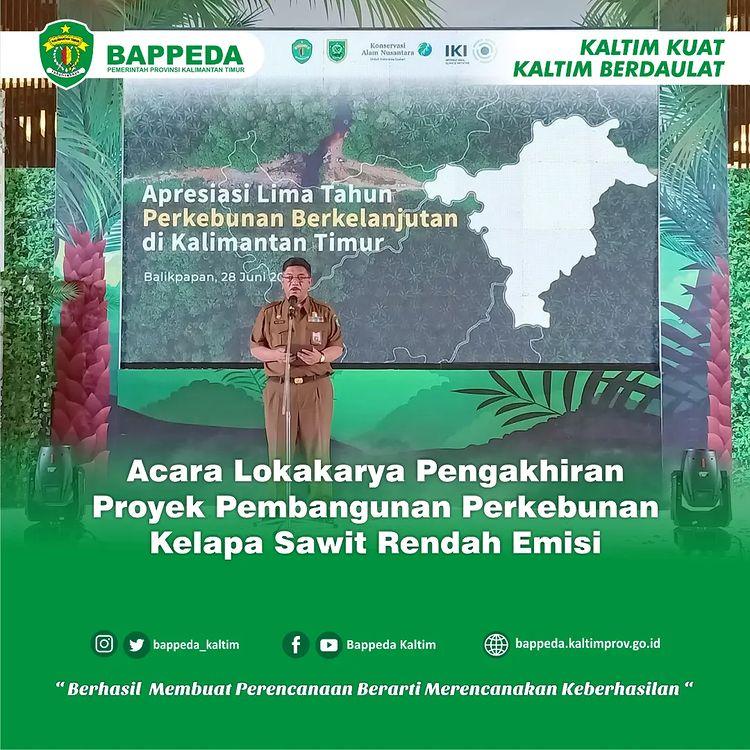 BAPPEDA
PEMERINTAH PROVINSI KALIMANTAN TIMUR
Konservasi
Alam Nusantara
IKI
KALTIM KUAT
KALTIM BERDAULAT
Apresiasi Lima Tahun
Perkebunan Berkelanjutan
di Kalimantan Timur
Balikpapan, 28 Juni
Acara Lokakarya Pengakhiran
Proyek Pembangunan Perkebunan
Kelapa Sawit Rendah Emisi
bappeda_kaltim
Bappeda Kaltim
bappeda.kaltimprov.go.id
“ Berhasil Membuat Perencanaan Berarti Merencanakan Keberhasilan “